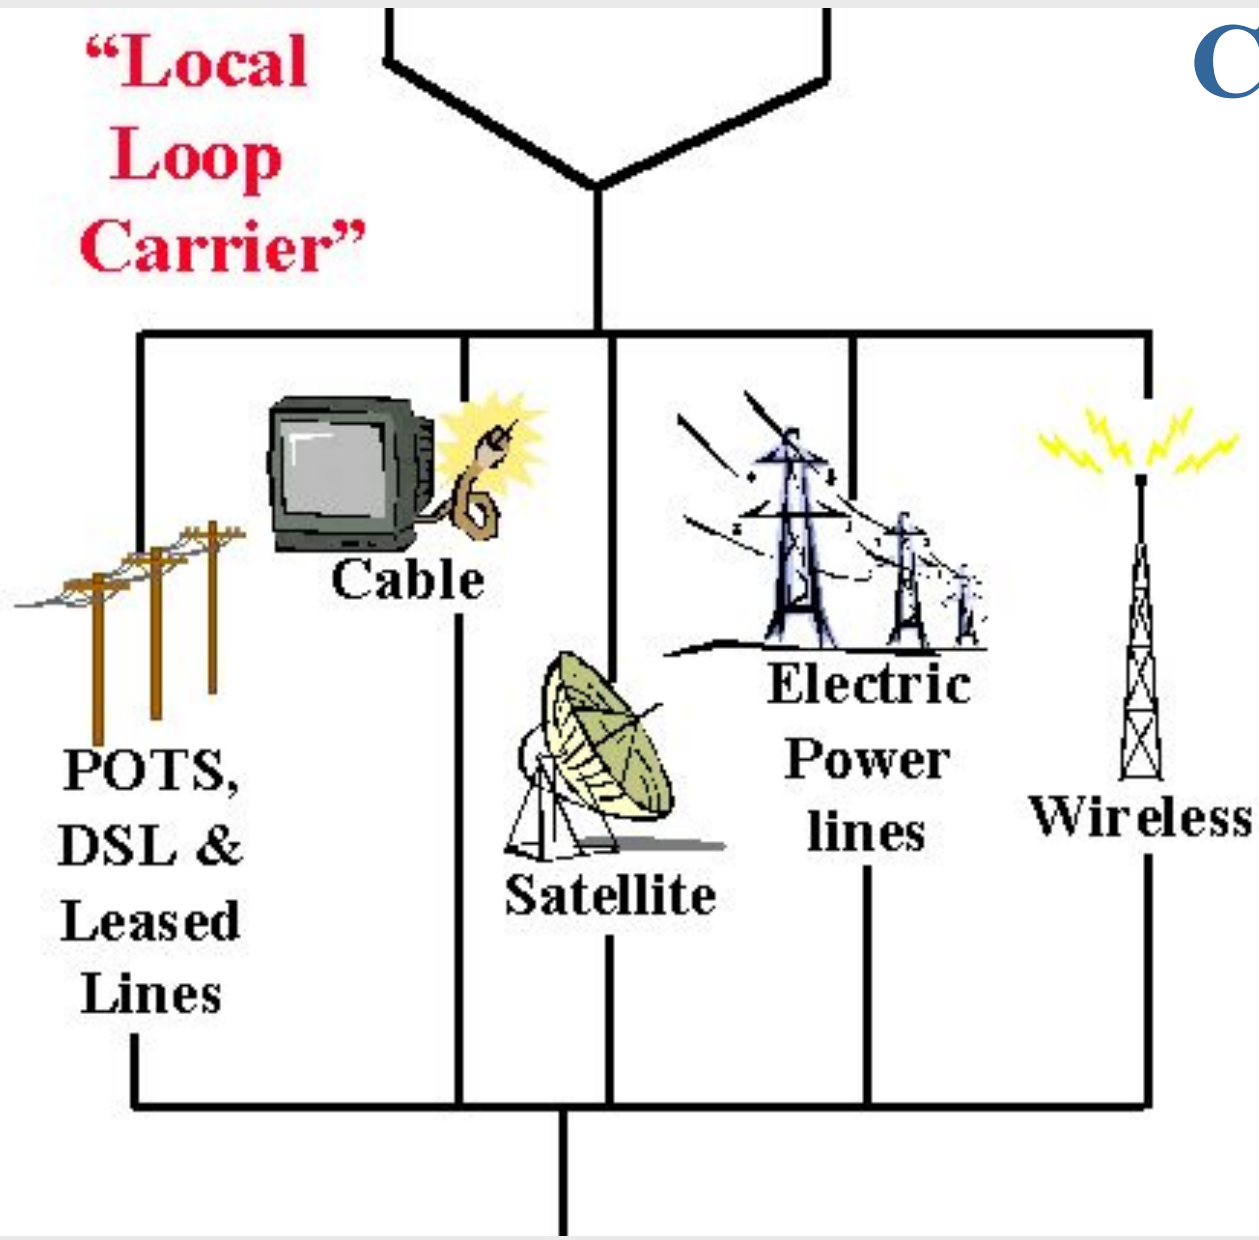 “Local
Loop
Carrier”
C
Cable
POTS,
DSL &
Leased
Lines
Satellite
Electric
Power
lines
Wireless